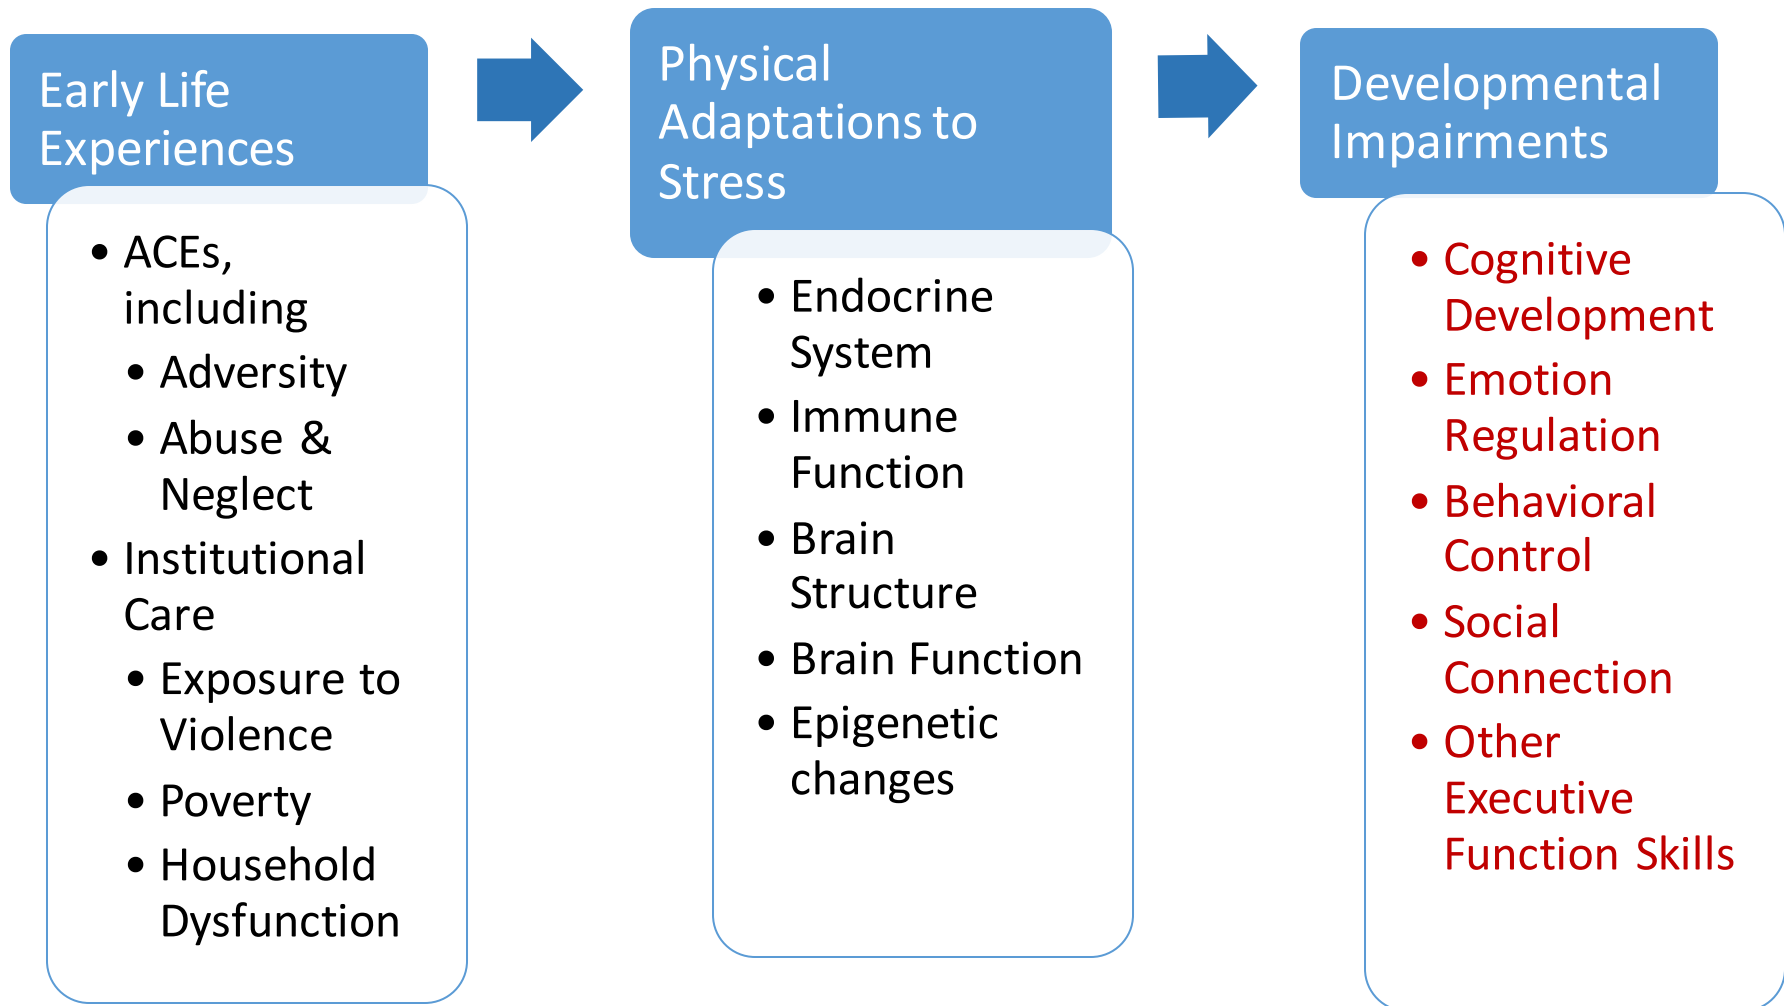 Early Life
Experiences
• ACEs,
including
• Adversity
• Abuse &
Neglect
• Institutional
Care
• Exposure to
Violence
• Poverty
• Household
Dysfunction
Physical
Adaptations to
Stress
• Endocrine
System
• Immune
Function
• Brain
Structure
• Brain Function
• Epigenetic
changes
Developmental
Impairments
• Cognitive
Development
• Emotion
Regulation
• Behavioral
Control
• Social
Connection
• Other
Executive
Function Skills